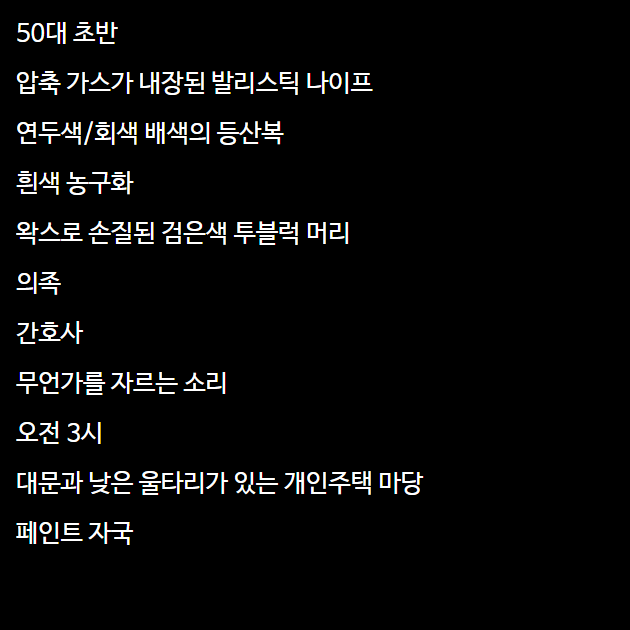 50대 초반
압축 가스가 내장된 발리스틱 나이프
연두색/회색 배색의 등산복
흰색 농구화
왁스로 손질된 검은색 투블럭 머리
의족
간호사
무언가를 자르는 소리
오전 3시
대문과 낮은 울타리가 있는 개인주택 마당
페인트 자국